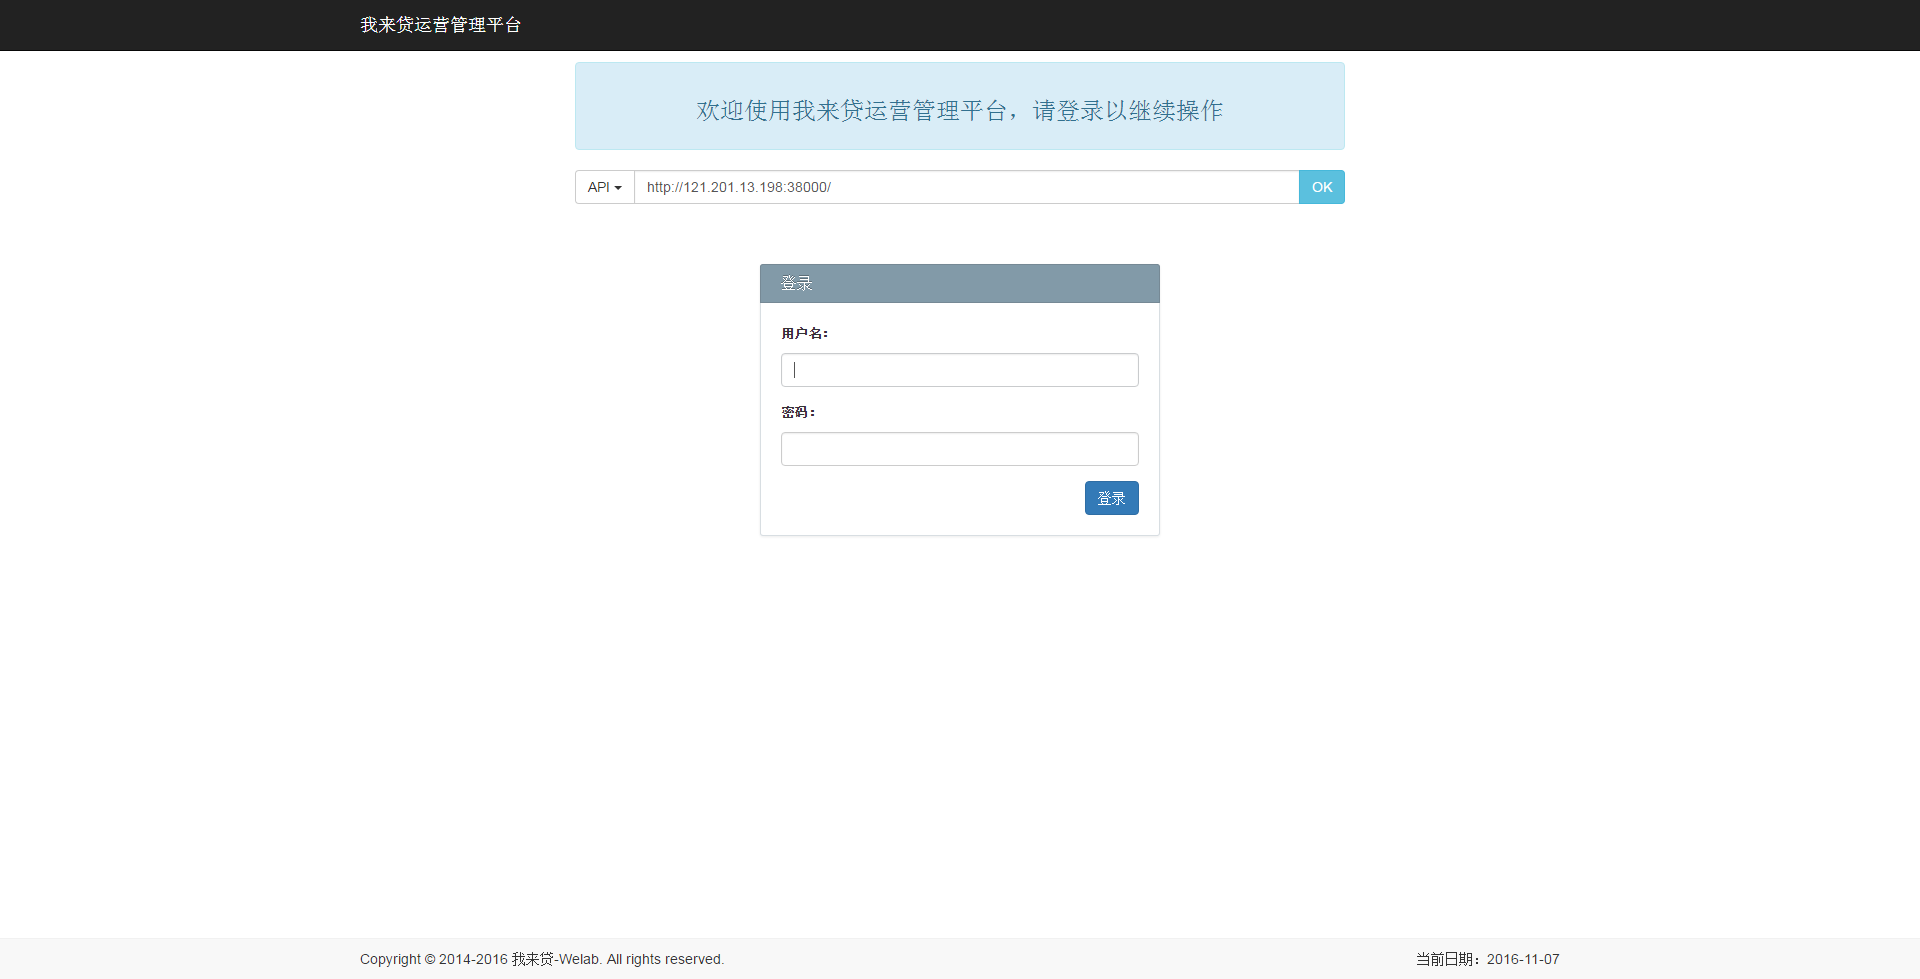 我来贷运营管理平台
欢迎使用我来贷运营管理平台，请登录以继续操作
API http://121.201.13.198:38000/ OK
登录
用户名：
密码：
登录
Copyright © 2014-2016 我来贷-Welab. All rights reserved. 当前日期：2016-11-07